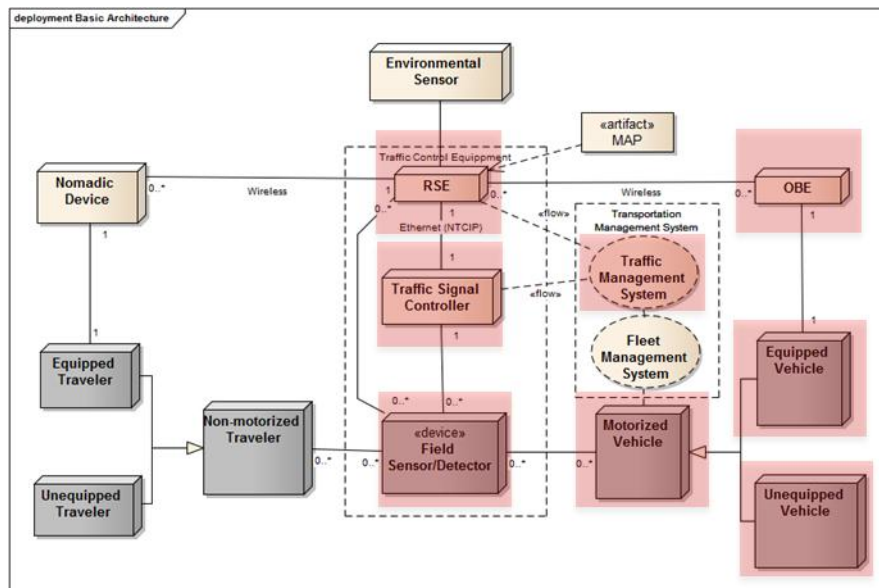 deployment Basic Architecture
Environmental
Sensor
«artifact»
MAP
Traffic Control Equippment
Nomadic
Device
0..*
Wireless
1
RSE
0..*
0..*
Wireless
0..*
OBE
1
1
1
«flow»
Transportation
Management System
Ethernet (NTCIP)
1
Traffic Signal
Controller
1
«flow»
Traffic
Management
System
Fleet
Management
System
1
Equipped
Traveler
1
Equipped
Vehicle
Non-motorized
Traveler
0..*
0..*
0..*
0..*
«device»
Field
Sensor/Detector
0..*
0..*
Motorized
Vehicle
Unequipped
Traveler
Unequipped
Vehicle